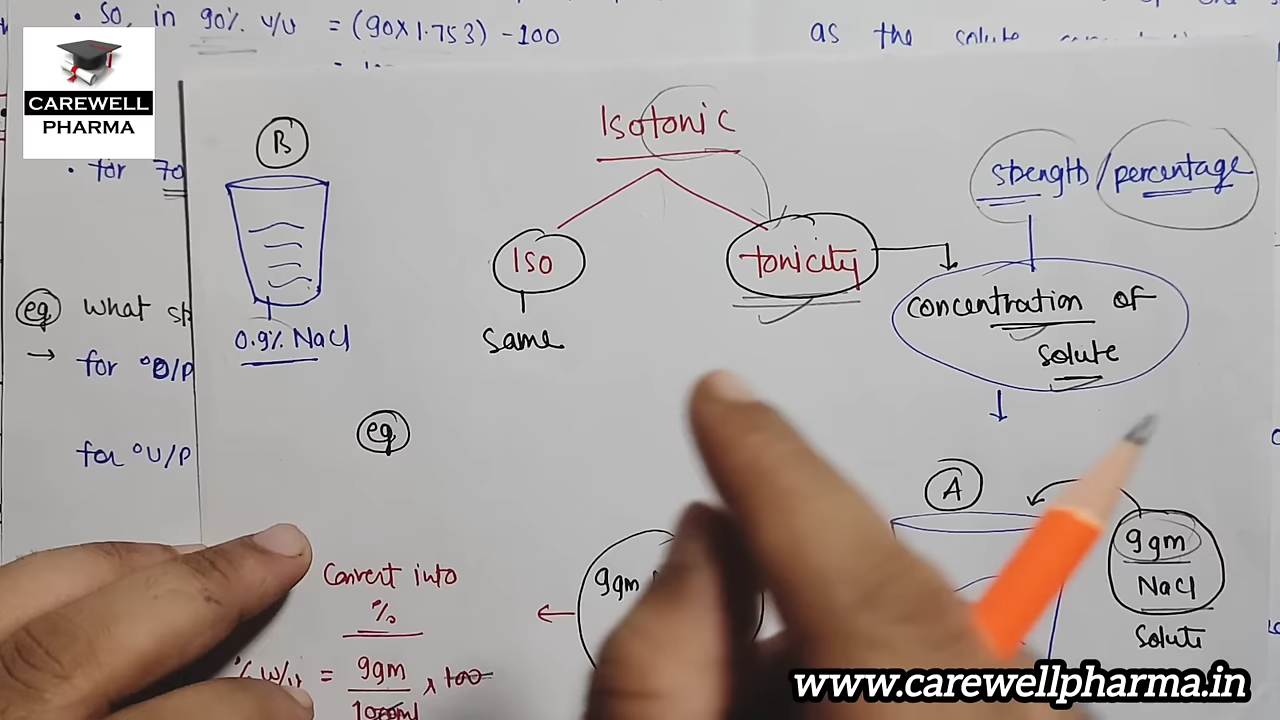 • So, in 90% v/v = (90×1.753) - 100
as the solute
CAREWELL
PHARMA
• for 70
eg what
→ for °O/P
for °U/P
B
0.9% NaCl
Isotonic
Iso
same
tonicity
strength/percentage
concentration of
solute
eg
A
9gm
NaCl
Solute
Convert into
%
% w/v = 9gm × 100
1000ml
9gm
www.carewellpharma.in